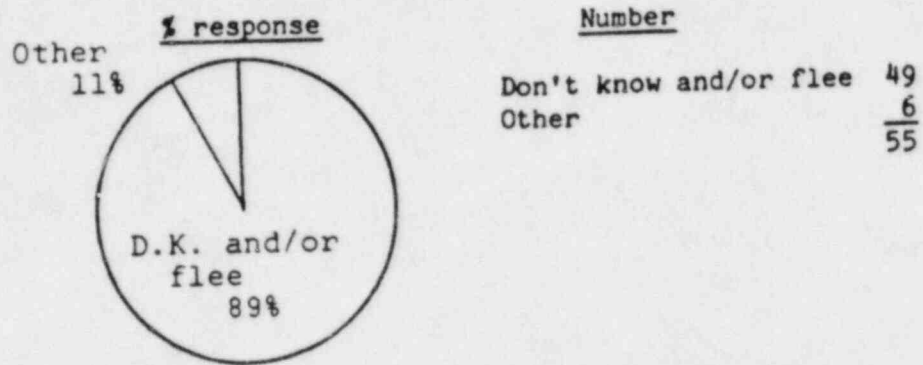 % response
Other
11%
D.K. and/or
flee
89%
Number
Don't know and/or flee 49
Other 6
55